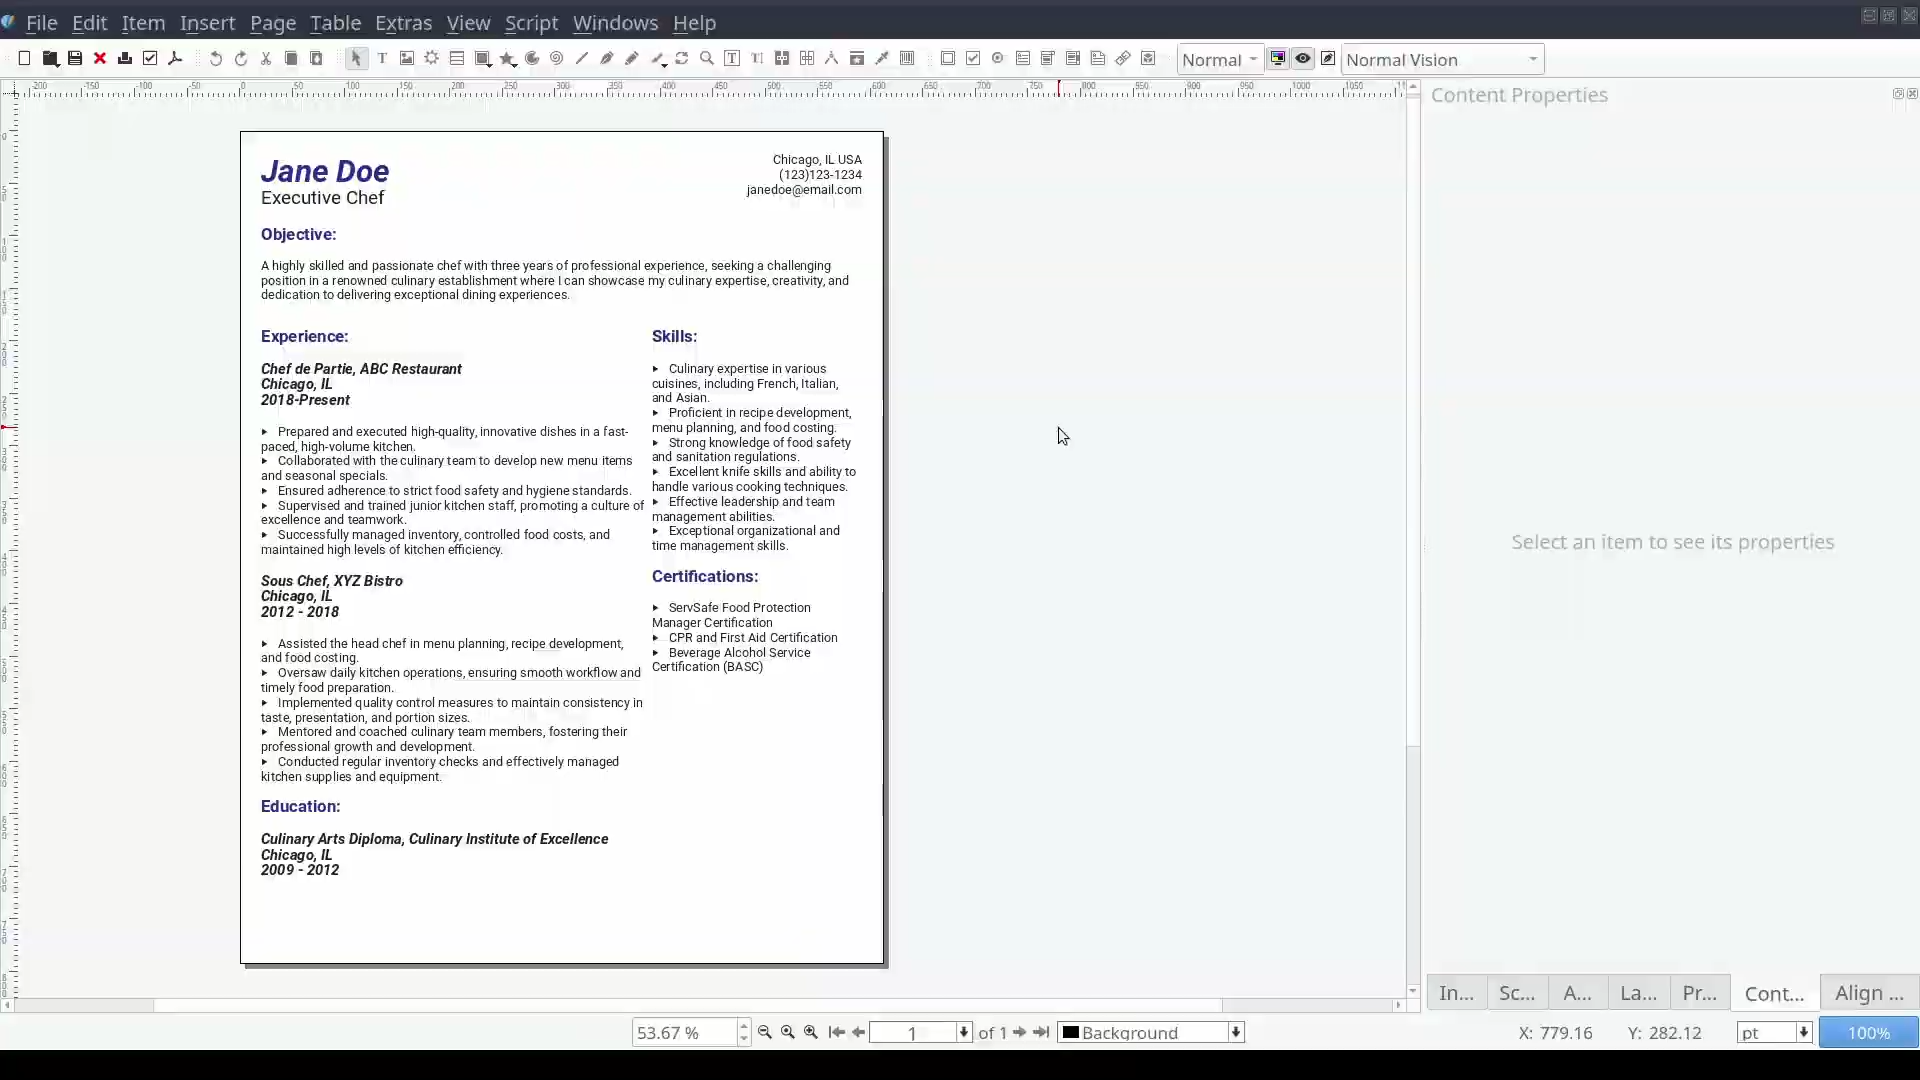 File Edit Item Insert Page Table Extras View Script Windows Help
Normal
Normal Vision
Content Properties
Jane Doe
Executive Chef
Chicago, IL USA
(123)123-1234
janedoe@email.com
Objective:
A highly skilled and passionate chef with three years of professional experience, seeking a challenging
position in a renowned culinary establishment where I can showcase my culinary expertise, creativity, and
dedication to delivering exceptional dining experiences.
Experience:
Chef de Partie, ABC Restaurant
Chicago, IL
2018-Present
‣ Prepared and executed high-quality, innovative dishes in a fast-
paced, high-volume kitchen.
‣ Collaborated with the culinary team to develop new menu items
and seasonal specials.
‣ Ensured adherence to strict food safety and hygiene standards.
‣ Supervised and trained junior kitchen staff, promoting a culture of
excellence and teamwork.
‣ Successfully managed inventory, controlled food costs, and
maintained high levels of kitchen efficiency.
Sous Chef, XYZ Bistro
Chicago, IL
2012 - 2018
‣ Assisted the head chef in menu planning, recipe development,
and food costing.
‣ Oversaw daily kitchen operations, ensuring smooth workflow and
timely food preparation.
‣ Implemented quality control measures to maintain consistency in
taste, presentation, and portion sizes.
‣ Mentored and coached culinary team members, fostering their
professional growth and development.
‣ Conducted regular inventory checks and effectively managed
kitchen supplies and equipment.
Education:
Culinary Arts Diploma, Culinary Institute of Excellence
Chicago, IL
2009 - 2012
Skills:
‣ Culinary expertise in various
cuisines, including French, Italian,
and Asian.
‣ Proficient in recipe development,
menu planning, and food costing.
‣ Strong knowledge of food safety
and sanitation regulations.
‣ Excellent knife skills and ability to
handle various cooking techniques.
‣ Effective leadership and team
management abilities.
‣ Exceptional organizational and
time management skills.
Certifications:
‣ ServSafe Food Protection
Manager Certification
‣ CPR and First Aid Certification
‣ Beverage Alcohol Service
Certification (BASC)
Select an item to see its properties
In... Sc... A... La... Pr... Cont... Align ...
53.67 % 1 of 1 Background X: 779.16 Y: 282.12 pt 100%